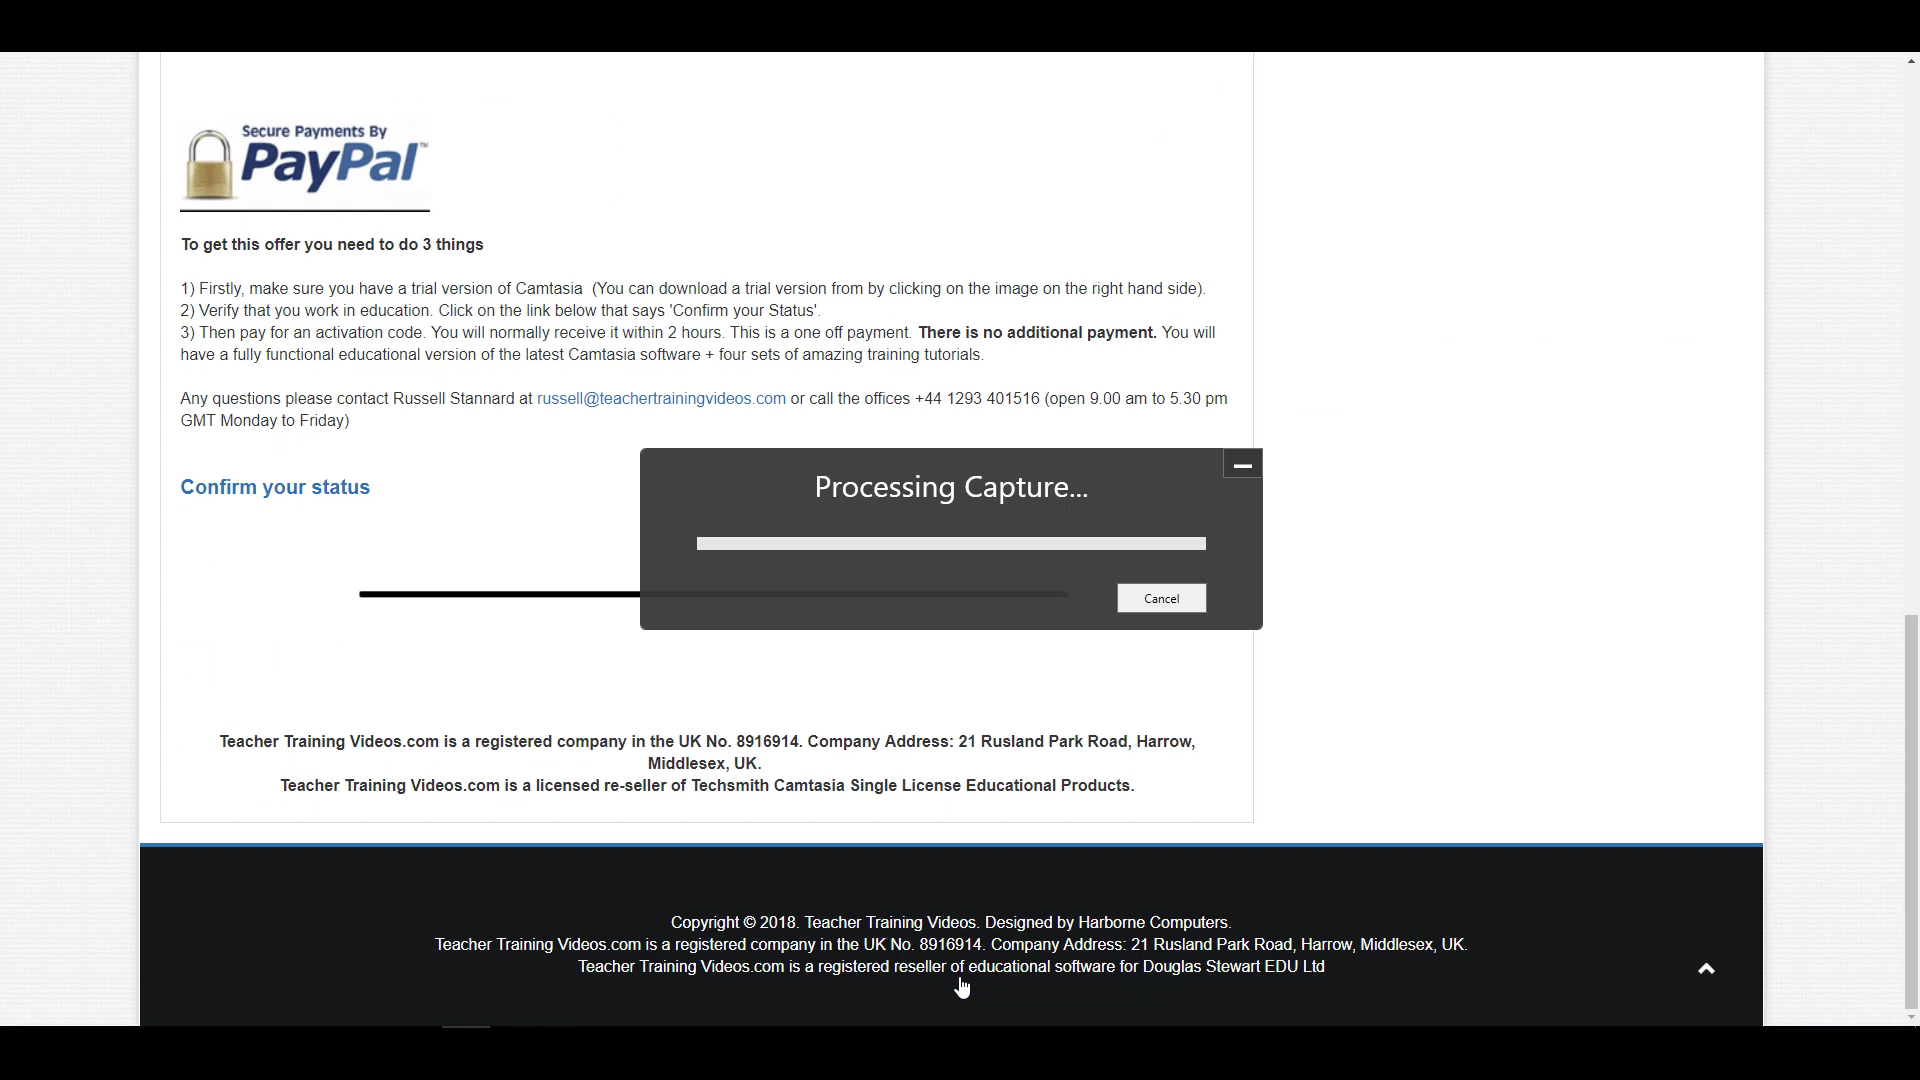 Secure Payments By
PayPal™
To get this offer you need to do 3 things
1) Firstly, make sure you have a trial version of Camtasia  (You can download a trial version from by clicking on the image on the right hand side).
2) Verify that you work in education. Click on the link below that says 'Confirm your Status'.
3) Then pay for an activation code. You will normally receive it within 2 hours. This is a one off payment. There is no additional payment. You will
have a fully functional educational version of the latest Camtasia software + four sets of amazing training tutorials.
Any questions please contact Russell Stannard at russell@teachertrainingvideos.com or call the offices +44 1293 401516 (open 9.00 am to 5.30 pm
GMT Monday to Friday)
Confirm your status
Processing Capture...
Cancel
Teacher Training Videos.com is a registered company in the UK No. 8916914. Company Address: 21 Rusland Park Road, Harrow,
Middlesex, UK.
Teacher Training Videos.com is a licensed re-seller of Techsmith Camtasia Single License Educational Products.
Copyright © 2018. Teacher Training Videos. Designed by Harborne Computers.
Teacher Training Videos.com is a registered company in the UK No. 8916914. Company Address: 21 Rusland Park Road, Harrow, Middlesex, UK.
Teacher Training Videos.com is a registered reseller of educational software for Douglas Stewart EDU Ltd